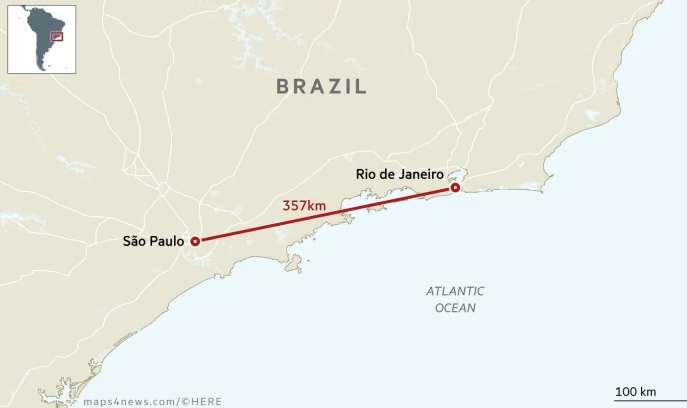 BRAZIL
Rio de Janeiro
357km
São Paulo
ATLANTIC
OCEAN
100 km
maps4news.com/©HERE